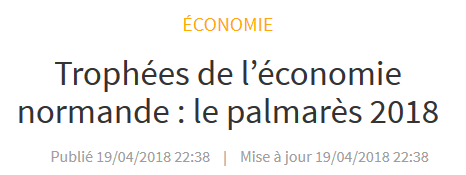 ÉCONOMIE
Trophées de l’économie
normande : le palmarès 2018
Publié 19/04/2018 22:38 | Mise à jour 19/04/2018 22:38